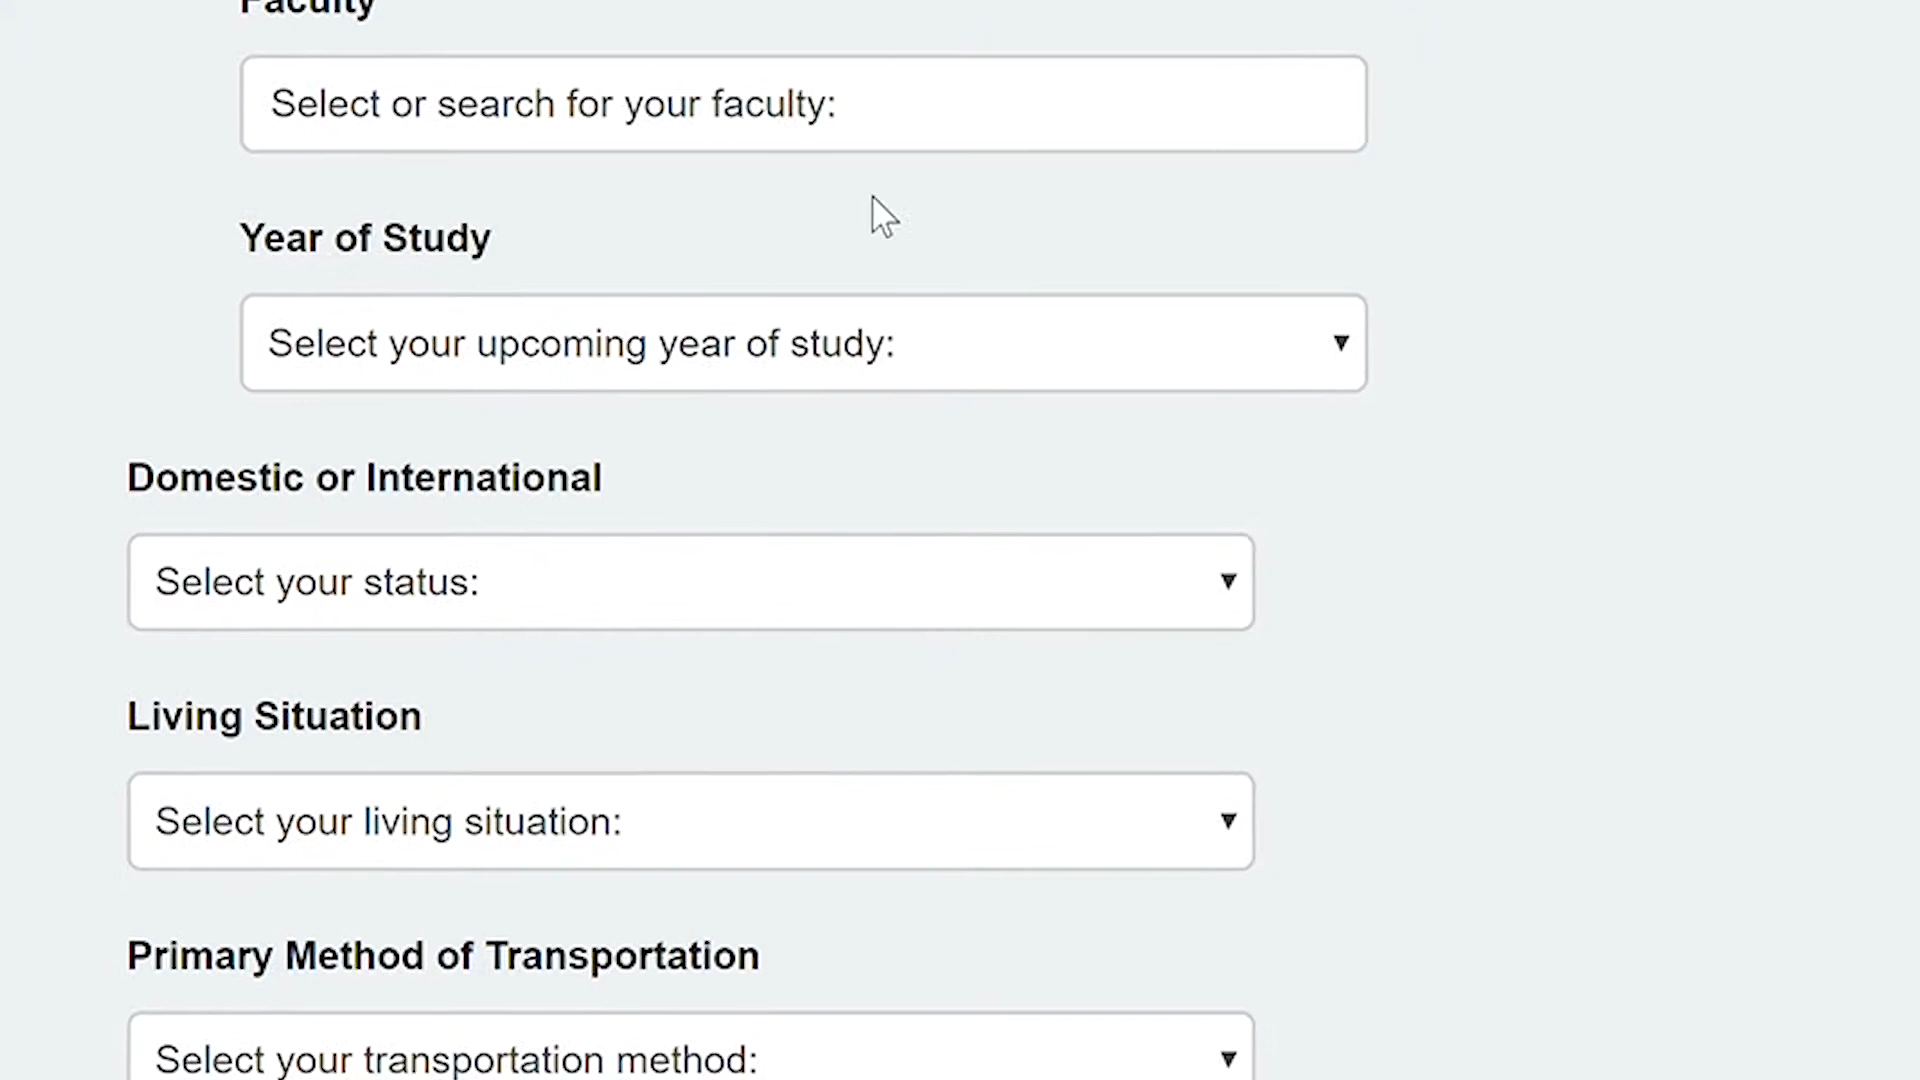 Faculty
Select or search for your faculty:
Year of Study
Select your upcoming year of study:
Domestic or International
Select your status:
Living Situation
Select your living situation:
Primary Method of Transportation
Select your transportation method: